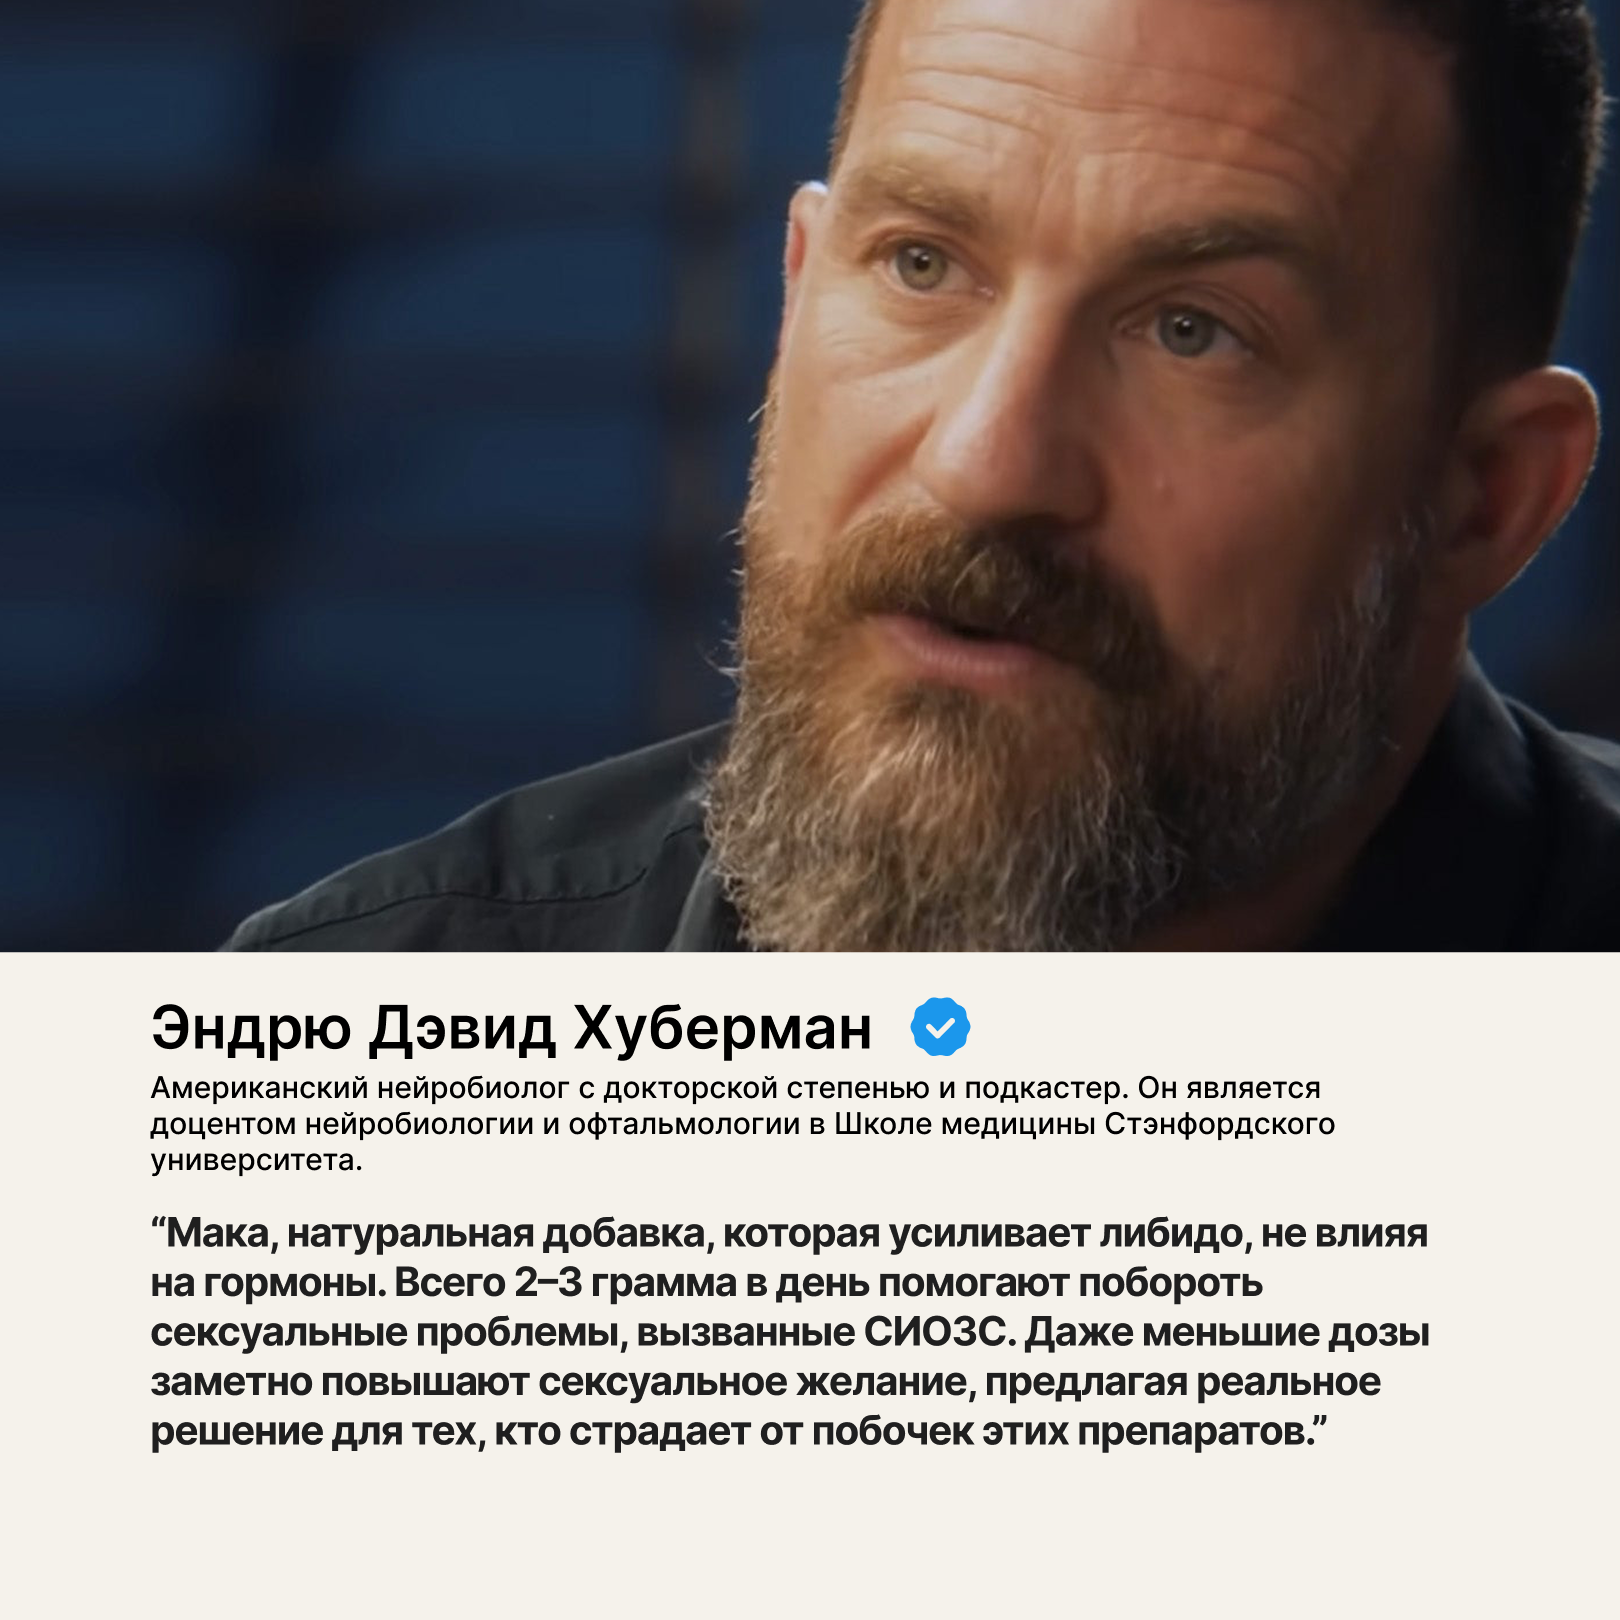 Эндрю Дэвид Хуберман
Американский нейробиолог с докторской степенью и подкастер. Он является
доцентом нейробиологии и офтальмологии в Школе медицины Стэнфордского
университета.
“Мака, натуральная добавка, которая усиливает либидо, не влияя
на гормоны. Всего 2–3 грамма в день помогают побороть
сексуальные проблемы, вызванные СИОЗС. Даже меньшие дозы
заметно повышают сексуальное желание, предлагая реальное
решение для тех, кто страдает от побочек этих препаратов.”